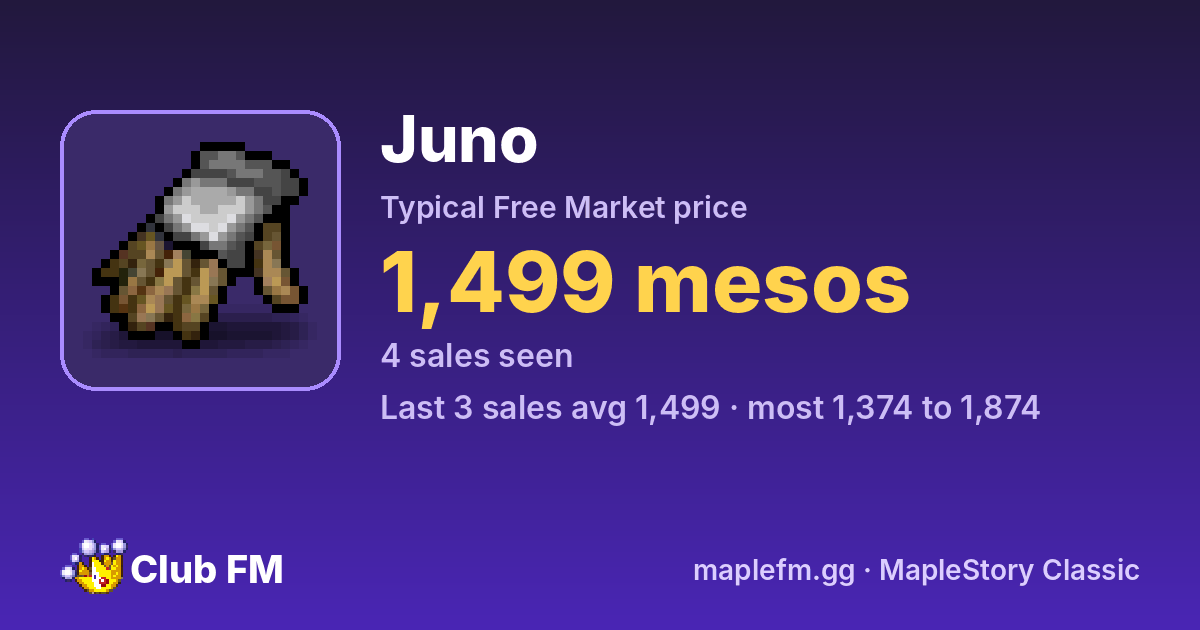 Juno
Typical Free Market price
1,499 mesos
4 sales seen
Last 3 sales avg 1,499 · most 1,374 to 1,874
Club FM
maplefm.gg · MapleStory Classic